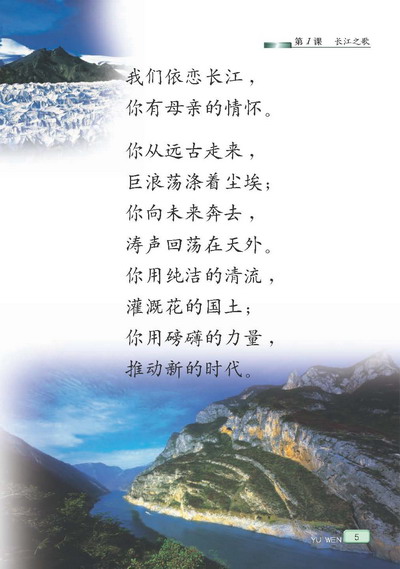 第1课 长江之歌
我们依恋长江，
你有母亲的情怀。
你从远古走来，
巨浪荡涤着尘埃；
你向未来奔去，
涛声回荡在天外。
你用纯洁的清流，
灌溉花的国土；
你用磅礴的力量，
推动新的时代。
YU WEN 5